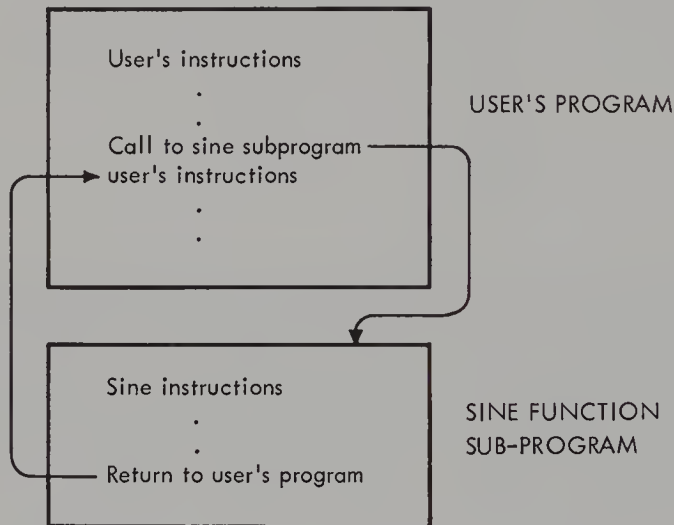 User's instructions
.
.
Call to sine subprogram
user's instructions
.
.
USER'S PROGRAM
Sine instructions
.
.
Return to user's program
SINE FUNCTION
SUB-PROGRAM